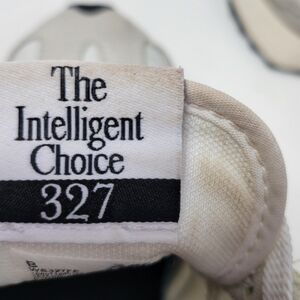 The
Intelligent
Choice
327